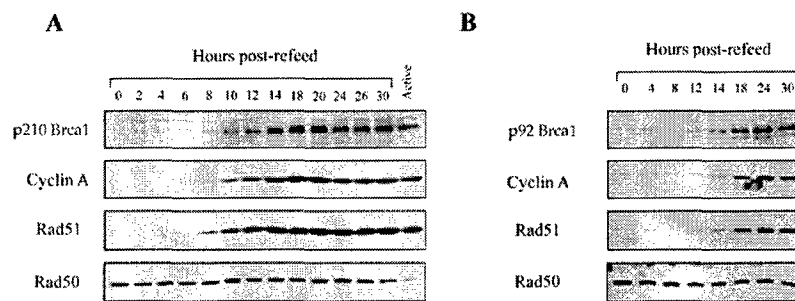 A
Hours post-refeed
0 2 4 6 8 10 12 14 18 20 24 26 30 Active
p210 Brca1
Cyclin A
Rad51
Rad50
B
Hours post-refeed
0 4 8 12 14 18 24 30
p92 Brca1
Cyclin A
Rad51
Rad50